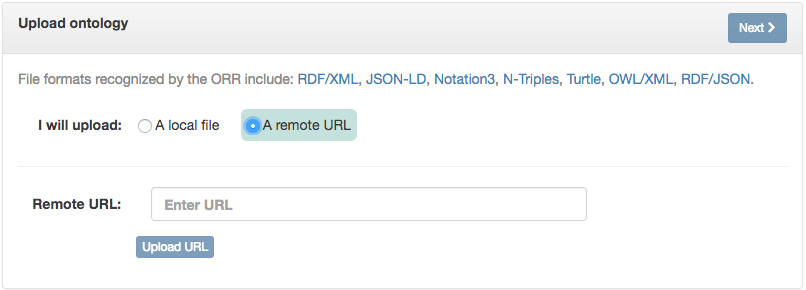 Upload ontology
Next
File formats recognized by the ORR include: RDF/XML, JSON-LD, Notation3, N-Triples, Turtle, OWL/XML, RDF/JSON.
I will upload: A local file A remote URL
Remote URL: Enter URL
Upload URL